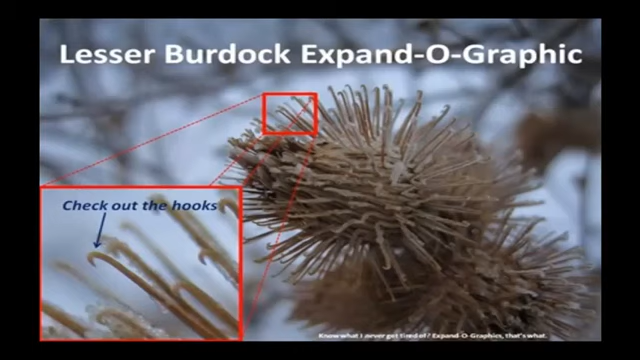 Lesser Burdock Expand-O-Graphic
Check out the hooks
Know what I never get tired of? Expand-O-Graphics, that's what.